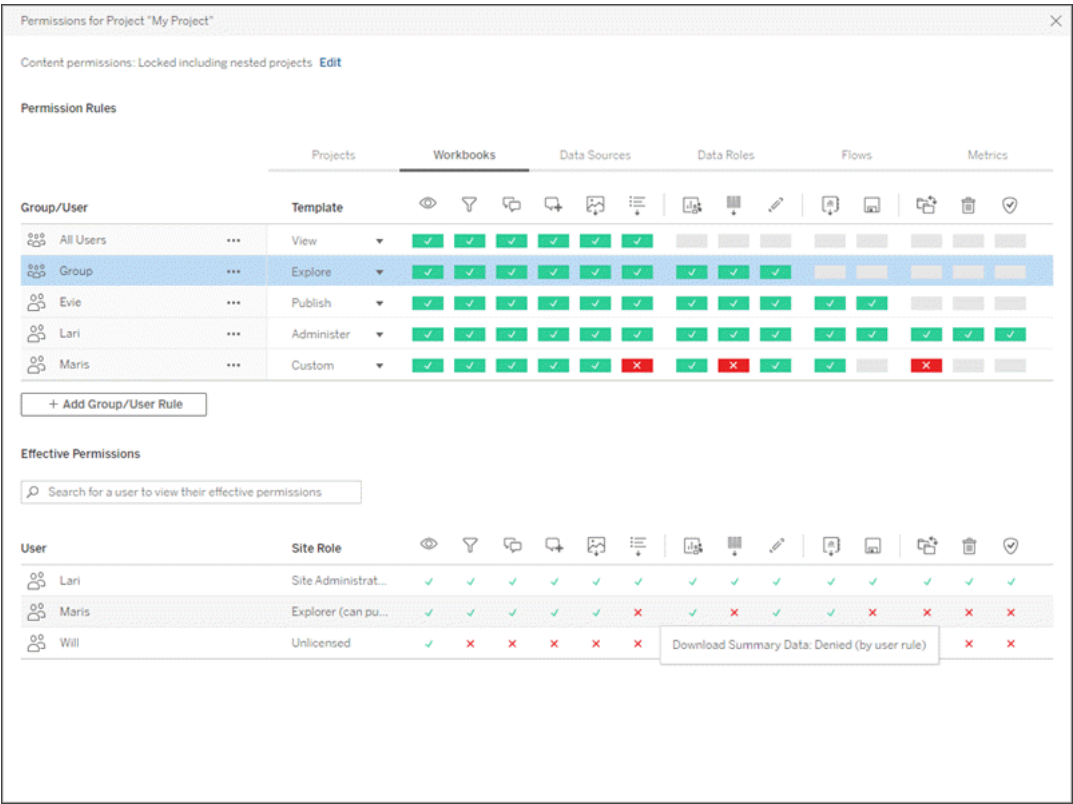 Permissions for Project "My Project"
Content permissions: Locked including nested projects Edit
Permission Rules
Projects Workbooks Data Sources Data Roles Flows Metrics
Group/User Template
All Users ••• View
Group ••• Explore
Evie ••• Publish
Lari ••• Administer
Maris ••• Custom
+ Add Group/User Rule
Effective Permissions
Search for a user to view their effective permissions
User Site Role
Lari Site Administrat...
Maris Explorer (can pu...
Will Unlicensed
Download Summary Data: Denied (by user rule)